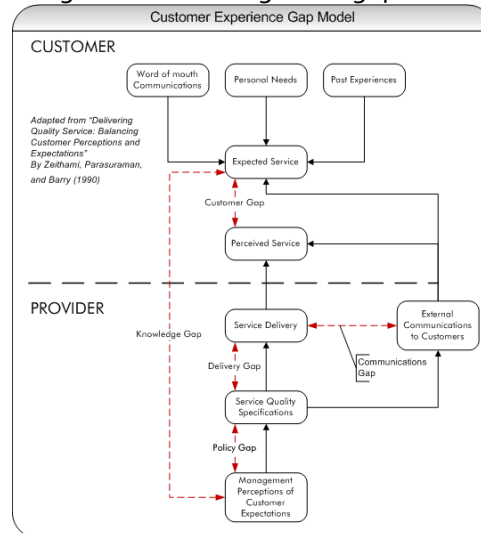 Customer Experience Gap Model
CUSTOMER
Word of mouth
Communications
Personal Needs
Past Experiences
Adapted from "Delivering
Quality Service: Balancing
Customer Perceptions and
Expectations"
By Zeithaml, Parasuraman,
and Barry (1990)
Expected Service
Customer Gap
Perceived Service
PROVIDER
Knowledge Gap
Service Delivery
External
Communications
to Customers
Communications
Gap
Delivery Gap
Service Quality
Specifications
Policy Gap
Management
Perceptions of
Customer
Expectations